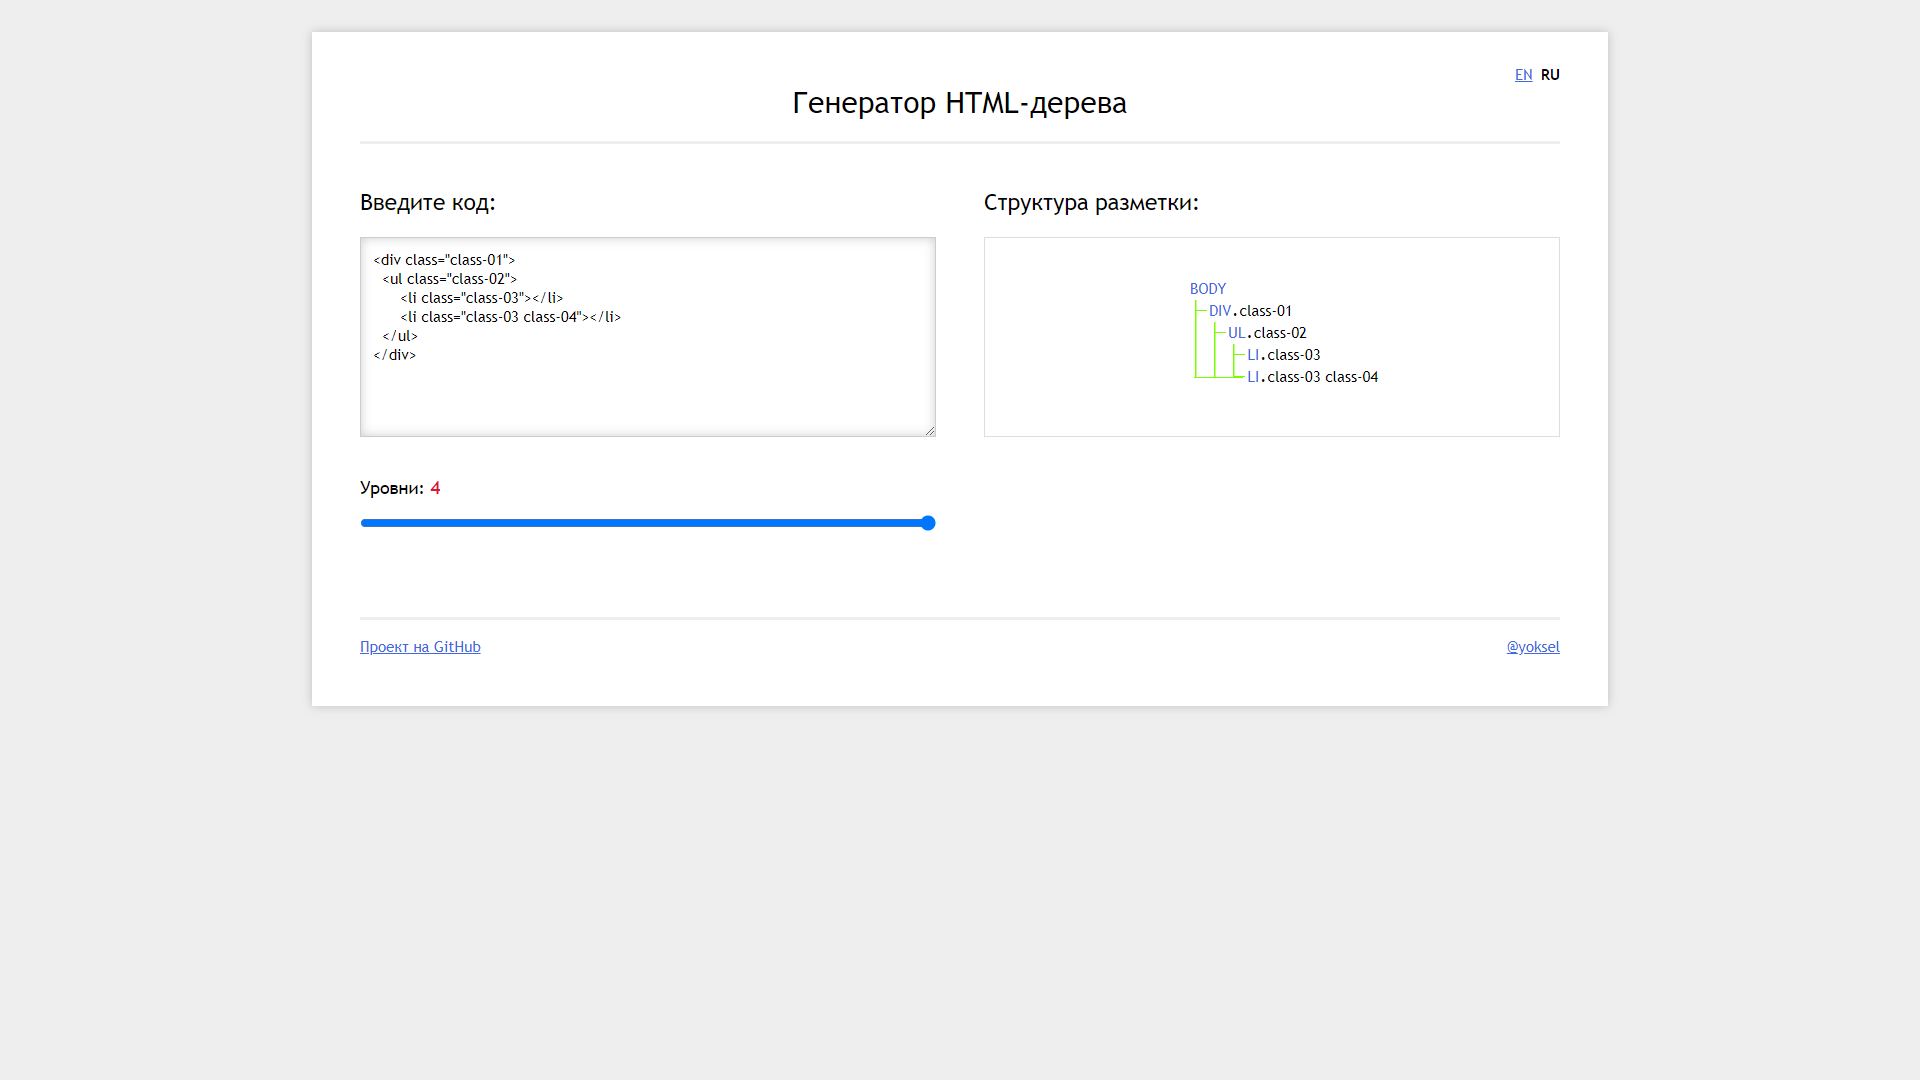 EN RU
Генератор HTML-дерева
Введите код:
<div class="class-01">
  <ul class="class-02">
      <li class="class-03"></li>
      <li class="class-03 class-04"></li>
  </ul>
</div>
Уровни: 4
Структура разметки:
BODY
DIV.class-01
UL.class-02
LI.class-03
LI.class-03 class-04
Проект на GitHub
@yoksel